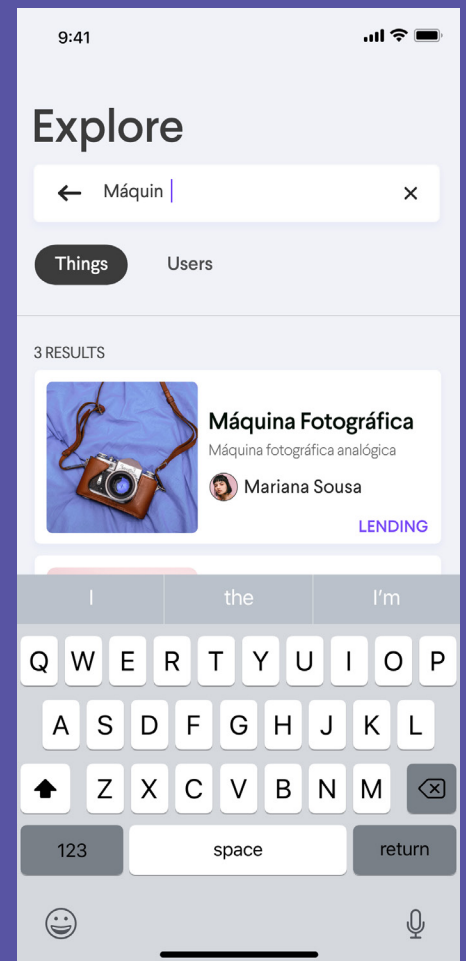 9:41
Explore
Máquin
Things Users
3 RESULTS
Máquina Fotográfica
Máquina fotográfica analógica
Mariana Sousa
LENDING
I the I'm
Q W E R T Y U I O P
A S D F G H J K L
Z X C V B N M
123 space return